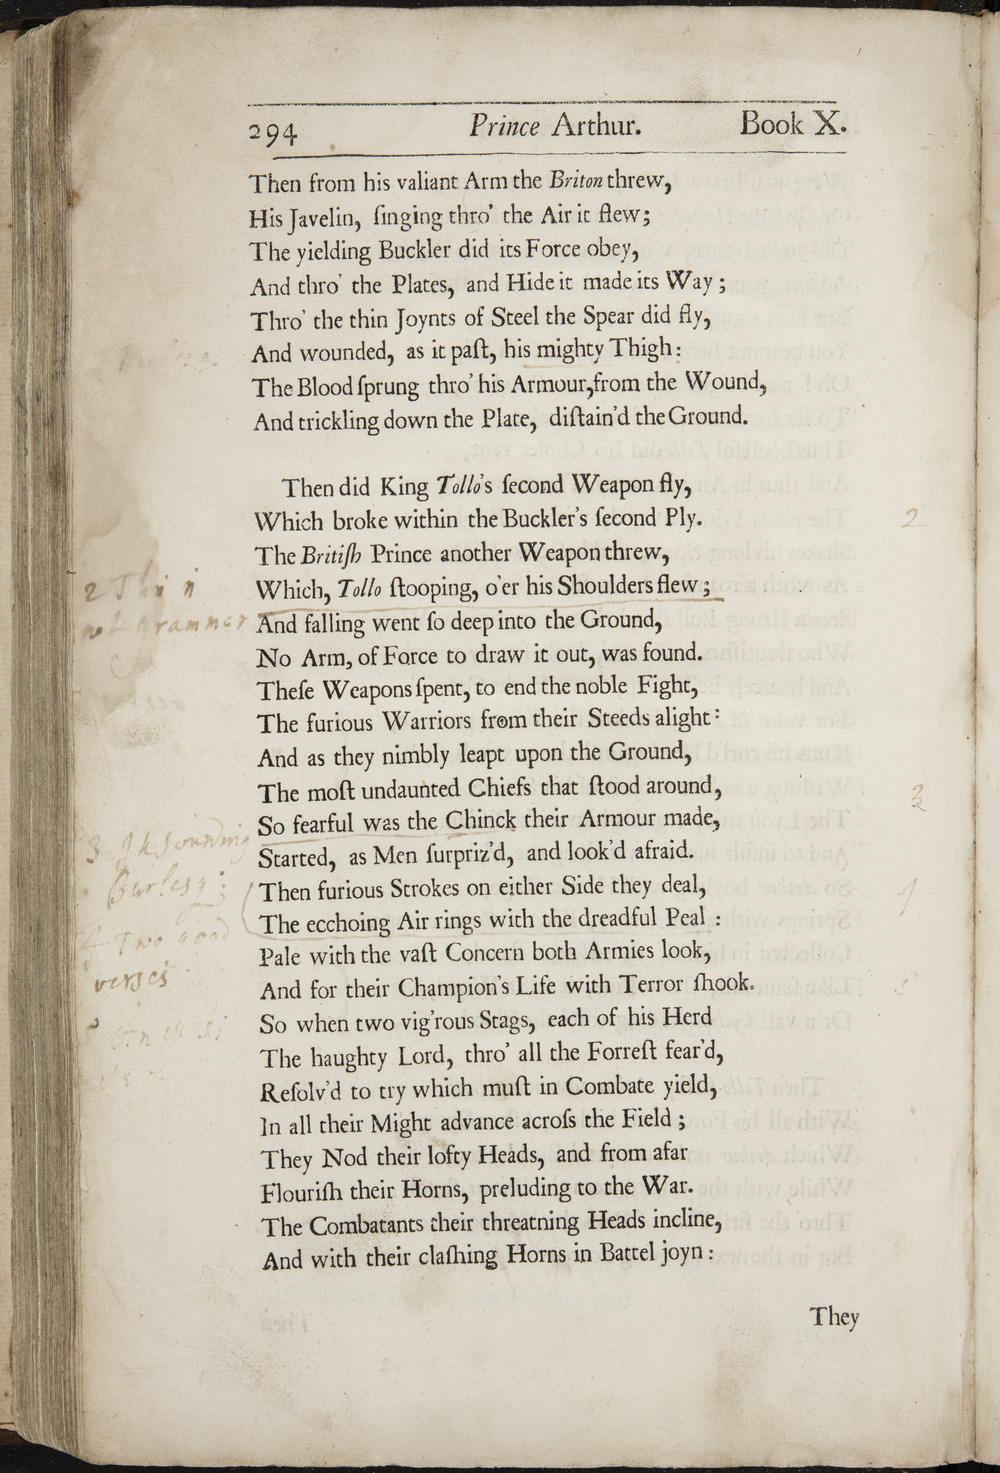 294 Prince Arthur. Book X.
Then from his valiant Arm the Briton threw,
His Javelin, ſinging thro' the Air it flew;
The yielding Buckler did its Force obey,
And thro' the Plates, and Hide it made its Way;
Thro' the thin Joynts of Steel the Spear did fly,
And wounded, as it paſt, his mighty Thigh:
The Blood ſprung thro' his Armour, from the Wound,
And trickling down the Plate, diſtain'd the Ground.
Then did King Tollo's ſecond Weapon fly,
Which broke within the Buckler's ſecond Ply.
2
The Britiſh Prince another Weapon threw,
Which, Tollo ſtooping, o'er his Shoulders flew;
2 This is
not grammer
And falling went ſo deep into the Ground,
No Arm, of Force to draw it out, was found.
Theſe Weapons ſpent, to end the noble Fight,
The furious Warriors from their Steeds alight:
And as they nimbly leapt upon the Ground,
The moſt undaunted Chiefs that ſtood around,
3
So fearful was the Chinck their Armour made,
3 sounding
Burlesq:
Started, as Men ſurpriz'd, and look'd afraid.
Then furious Strokes on either Side they deal,
The ecchoing Air rings with the dreadful Peal:
Two good
verses
Pale with the vaſt Concern both Armies look,
And for their Champion's Life with Terror ſhook.
So when two vig'rous Stags, each of his Herd
The haughty Lord, thro' all the Forreſt fear'd,
Reſolv'd to try which muſt in Combate yield,
In all their Might advance acroſs the Field;
They Nod their lofty Heads, and from afar
Flouriſh their Horns, preluding to the War.
The Combatants their threatning Heads incline,
And with their claſhing Horns in Battel joyn:
They